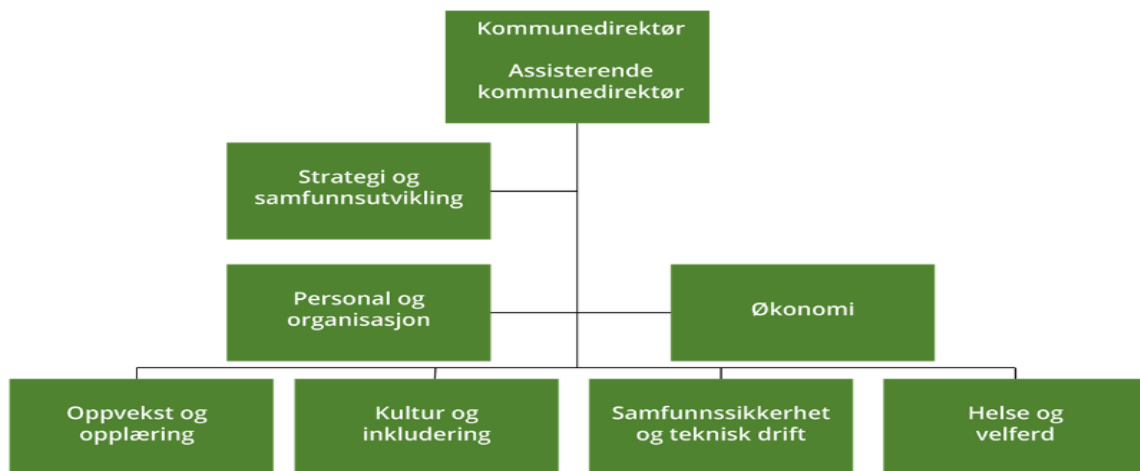 Kommunedirektør
Assisterende
kommunedirektør
Strategi og
samfunnsutvikling
Personal og
organisasjon
Økonomi
Oppvekst og
opplæring
Kultur og
inkludering
Samfunnssikkerhet
og teknisk drift
Helse og
velferd